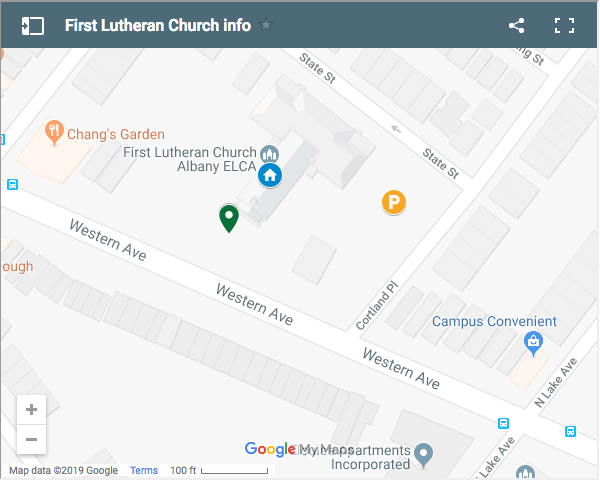 First Lutheran Church info
State St
ng St
Chang's Garden
First Lutheran Church
Albany ELCA
State St
P
Western Ave
ough
Western Ave
Cortland Pl
Campus Convenient
Western Ave
N Lake Ave
Google My Maps
partments
Incorporated
N Lake Ave
Map data ©2019 Google
Terms
100 ft